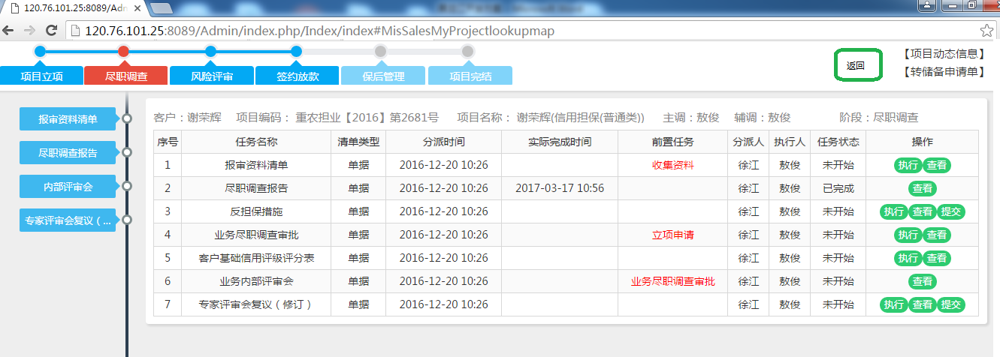 120.76.101.25:8089/Adm
120.76.101.25:8089/Admin/index.php/Index/index#MisSalesMyProjectlookupmap
项目立项 尽职调查 风险评审 签约放款 保后管理 项目完结
返回
【项目动态信息】
【转储备申请单】
报审资料清单
尽职调查报告
内部评审会
专家评审会复议（...
客户：谢荣辉 项目编码： 重农担业【2016】第2681号 项目名称： 谢荣辉(信用担保(普通类)) 主调：敖俊 辅调：敖俊 阶段：尽职调查
序号 任务名称 清单类型 分派时间 实际完成时间 前置任务 分派人 执行人 任务状态 操作
1 报审资料清单 单据 2016-12-20 10:26 收集资料 徐江 敖俊 未开始 执行 查看
2 尽职调查报告 单据 2016-12-20 10:26 2017-03-17 10:56 徐江 敖俊 已完成 查看
3 反担保措施 单据 2016-12-20 10:26 徐江 敖俊 未开始 执行 查看 提交
4 业务尽职调查审批 单据 2016-12-20 10:26 立项申请 徐江 敖俊 未开始 执行 查看
5 客户基础信用评级评分表 单据 2016-12-20 10:26 徐江 敖俊 未开始 执行 查看
6 业务内部评审会 单据 2016-12-20 10:26 业务尽职调查审批 徐江 敖俊 未开始 查看
7 专家评审会复议（修订） 单据 2016-12-20 10:26 徐江 敖俊 未开始 执行 查看 提交